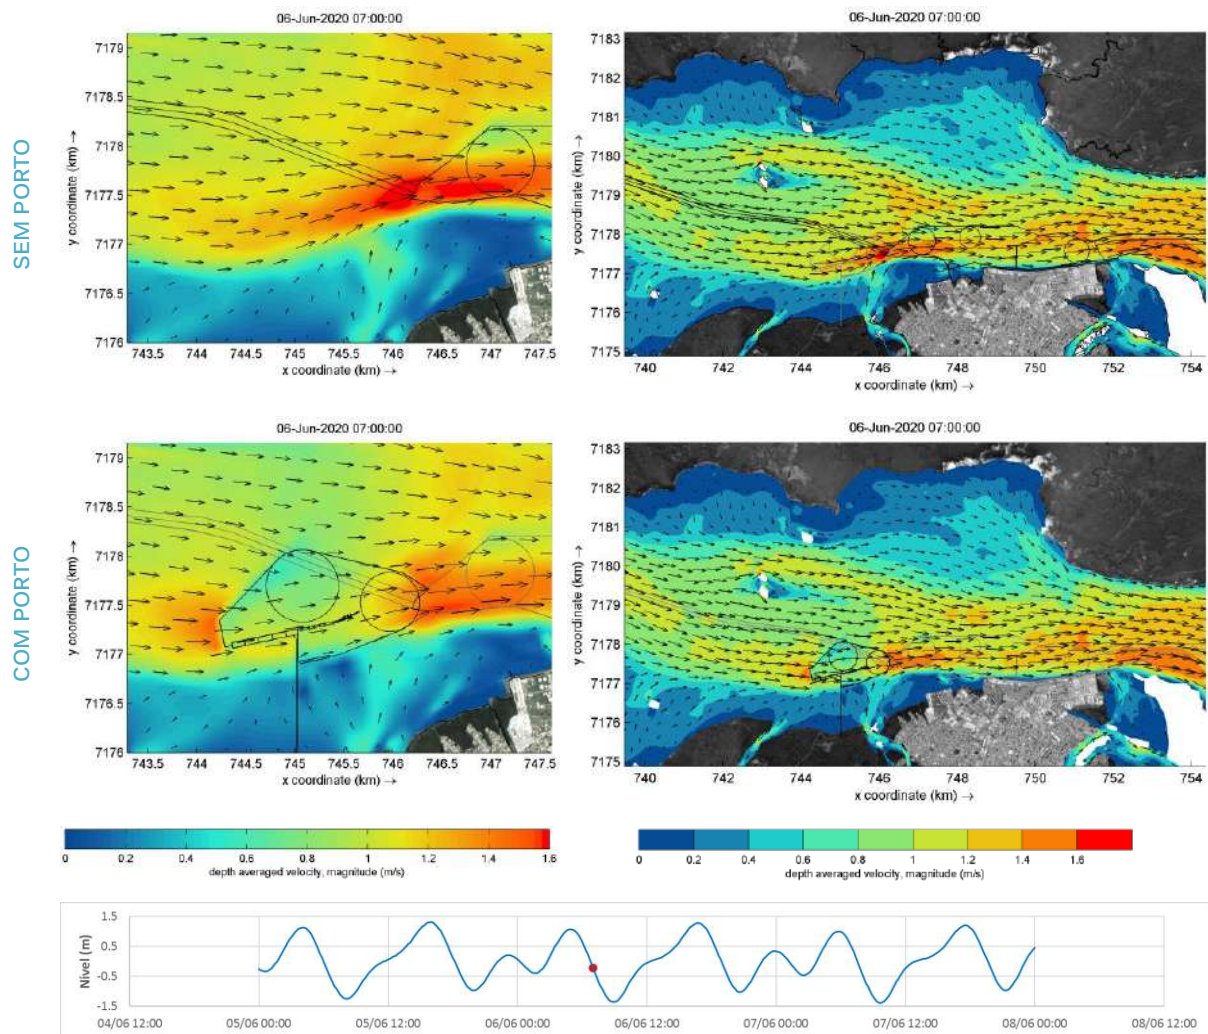 06-Jun-2020 07:00:00
06-Jun-2020 07:00:00
SEM PORTO
y coordinate (km) →
7179
7178.5
7178
7177.5
7177
7176.5
7176
743.5 744 744.5 745 745.5 746 746.5 747 747.5
x coordinate (km) →
y coordinate (km) →
7183
7182
7181
7180
7179
7178
7177
7176
7175
740 742 744 746 748 750 752 754
x coordinate (km) →
06-Jun-2020 07:00:00
06-Jun-2020 07:00:00
COM PORTO
y coordinate (km) →
7179
7178.5
7178
7177.5
7177
7176.5
7176
743.5 744 744.5 745 745.5 746 746.5 747 747.5
x coordinate (km) →
y coordinate (km) →
7183
7182
7181
7180
7179
7178
7177
7176
7175
740 742 744 746 748 750 752 754
x coordinate (km) →
0 0.2 0.4 0.6 0.8 1 1.2 1.4 1.6
depth averaged velocity, magnitude (m/s)
0 0.2 0.4 0.6 0.8 1 1.2 1.4 1.6
depth averaged velocity, magnitude (m/s)
Nível (m)
1.5
0.5
-0.5
-1.5
04/06 12:00 05/06 00:00 05/06 12:00 06/06 00:00 06/06 12:00 07/06 00:00 07/06 12:00 08/06 00:00 08/06 12:00